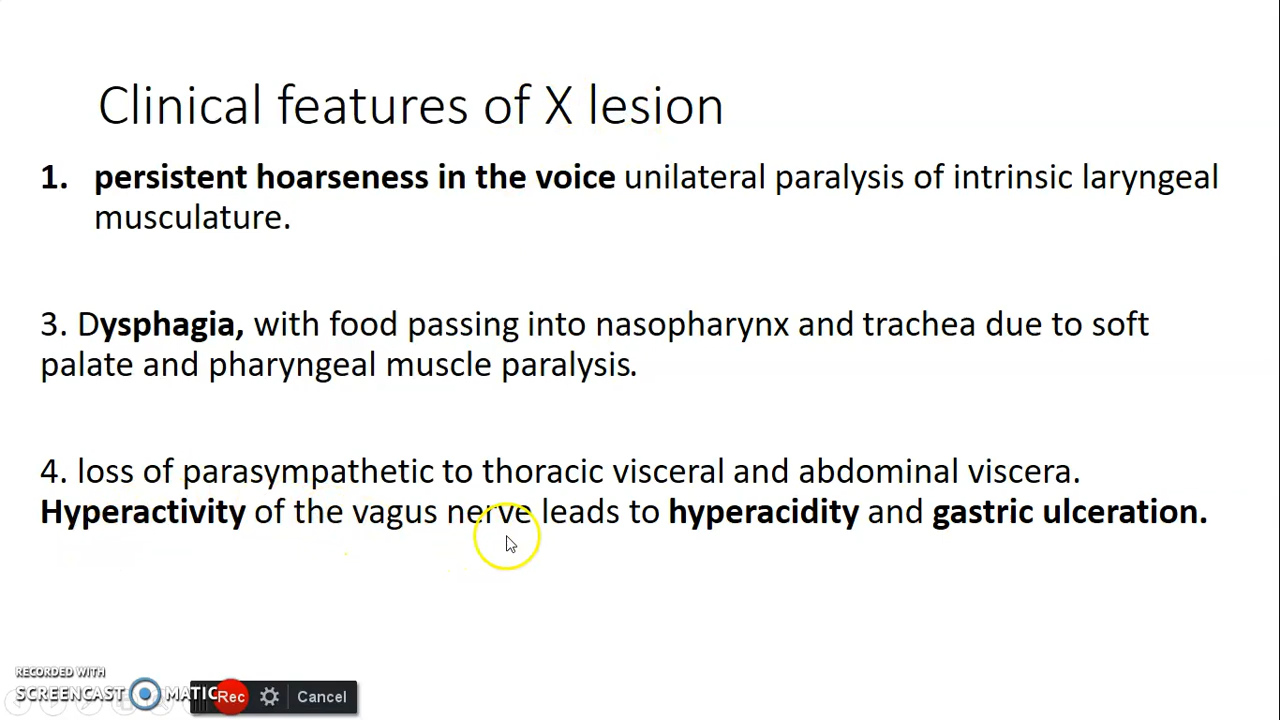 Clinical features of X lesion
1. persistent hoarseness in the voice unilateral paralysis of intrinsic laryngeal
musculature.
3. Dysphagia, with food passing into nasopharynx and trachea due to soft
palate and pharyngeal muscle paralysis.
4. loss of parasympathetic to thoracic visceral and abdominal viscera.
Hyperactivity of the vagus nerve leads to hyperacidity and gastric ulceration.
RECORDED WITH
SCREENCAST MATIC
Rec Cancel